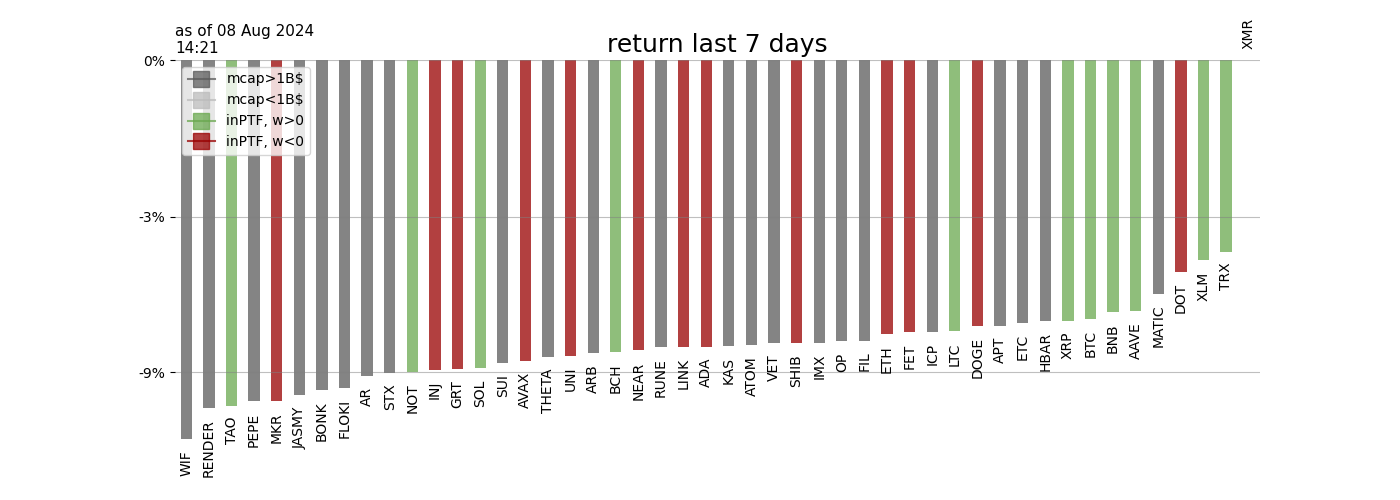 as of 08 Aug 2024
14:21
return last 7 days
XMR
0%
-3%
-9%
mcap>1B$
mcap<1B$
inPTF, w>0
inPTF, w<0
WIF
RENDER
TAO
PEPE
MKR
JASMY
BONK
FLOKI
AR
STX
NOT
INJ
GRT
SOL
SUI
AVAX
THETA
UNI
ARB
BCH
NEAR
RUNE
LINK
ADA
KAS
ATOM
VET
SHIB
IMX
OP
FIL
ETH
FET
ICP
LTC
DOGE
APT
ETC
HBAR
XRP
BTC
BNB
AAVE
MATIC
DOT
XLM
TRX